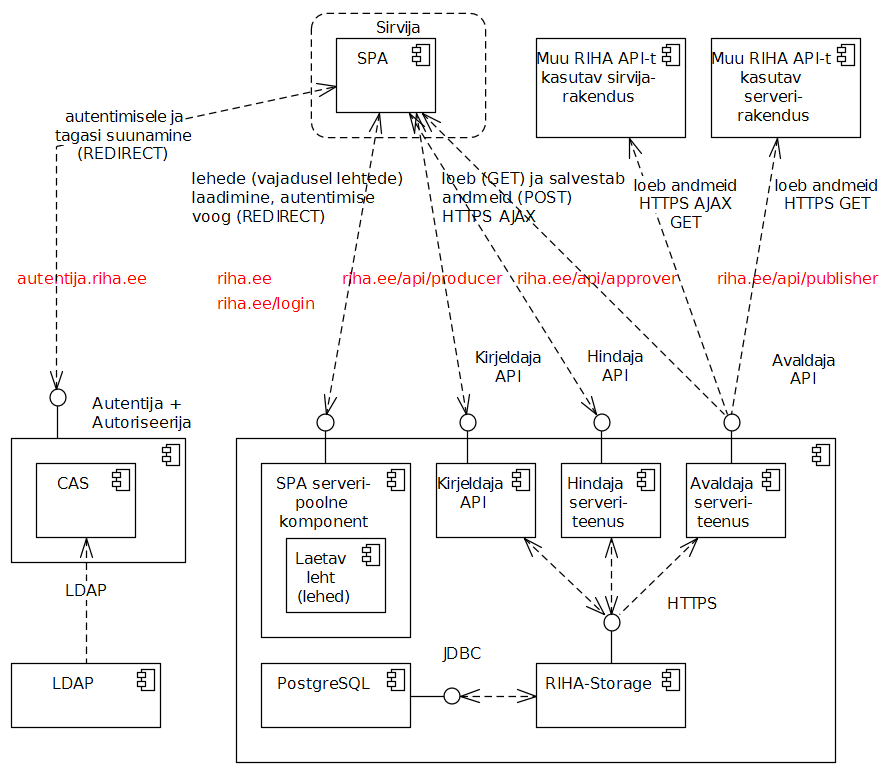 Sirvija
SPA
Muu RIHA API-t
kasutav sirvija-
rakendus
Muu RIHA API-t
kasutav
serveri-
rakendus
autentimisele ja
tagasi suunamine
(REDIRECT)
lehede (vajadusel lehtede)
laadimine, autentimise
voog (REDIRECT)
loeb (GET) ja salvestab
andmeid (POST)
HTTPS AJAX
loeb andmeid
HTTPS AJAX
GET
loeb andmeid
HTTPS GET
autentija.riha.ee
riha.ee
riha.ee/login
riha.ee/api/producer
riha.ee/api/approver
riha.ee/api/publisher
Kirjeldaja
API
Hindaja
API
Avaldaja
API
Autentija +
Autoriseerija
CAS
SPA serveri-
poolne
komponent
Laetav
leht
(lehed)
Kirjeldaja
API
Hindaja
serveri-
teenus
Avaldaja
serveri-
teenus
LDAP
HTTPS
JDBC
LDAP
PostgreSQL
RIHA-Storage